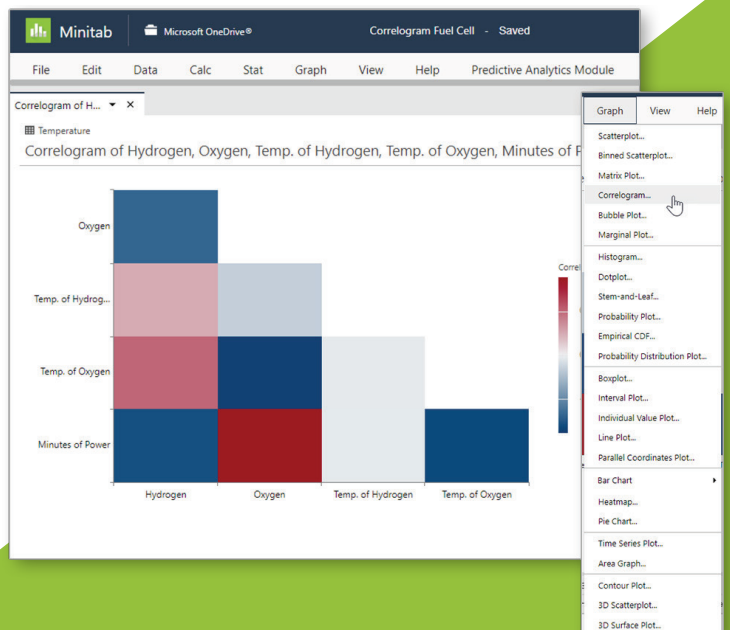 Minitab
Microsoft OneDrive®
Correlogram Fuel Cell - Saved
File Edit Data Calc Stat Graph View Help Predictive Analytics Module
Correlogram of H...
Temperature
Correlogram of Hydrogen, Oxygen, Temp. of Hydrogen, Temp. of Oxygen, Minutes of
Oxygen
Temp. of Hydrog...
Temp. of Oxygen
Minutes of Power
Hydrogen Oxygen Temp. of Hydrogen Temp. of Oxygen
Graph View Help
Scatterplot...
Binned Scatterplot...
Matrix Plot...
Correlogram...
Bubble Plot...
Marginal Plot...
Histogram...
Dotplot...
Stem-and-Leaf...
Probability Plot...
Empirical CDF...
Probability Distribution Plot...
Boxplot...
Interval Plot...
Individual Value Plot...
Line Plot...
Parallel Coordinates Plot...
Bar Chart
Heatmap...
Pie Chart...
Time Series Plot...
Area Graph...
Contour Plot...
3D Scatterplot...
3D Surface Plot...